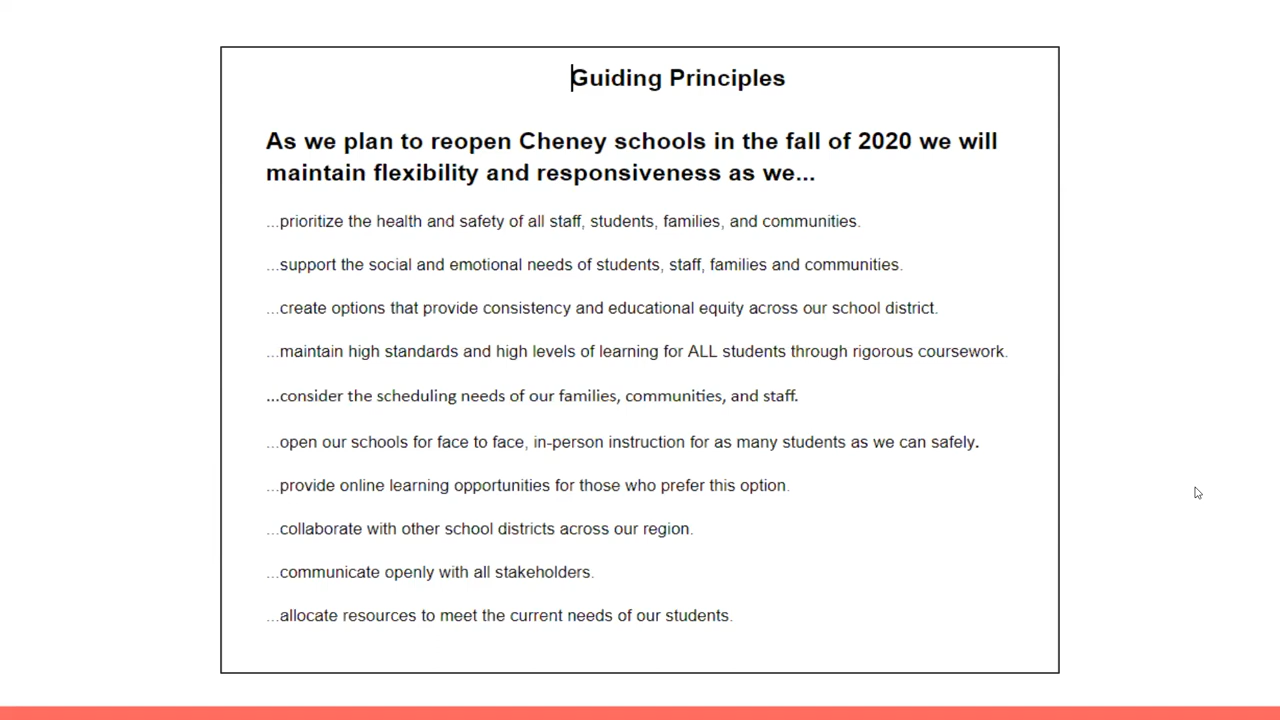 Guiding Principles
As we plan to reopen Cheney schools in the fall of 2020 we will
maintain flexibility and responsiveness as we...
...prioritize the health and safety of all staff, students, families, and communities.
...support the social and emotional needs of students, staff, families and communities.
...create options that provide consistency and educational equity across our school district.
...maintain high standards and high levels of learning for ALL students through rigorous coursework.
...consider the scheduling needs of our families, communities, and staff.
...open our schools for face to face, in-person instruction for as many students as we can safely.
...provide online learning opportunities for those who prefer this option.
...collaborate with other school districts across our region.
...communicate openly with all stakeholders.
...allocate resources to meet the current needs of our students.